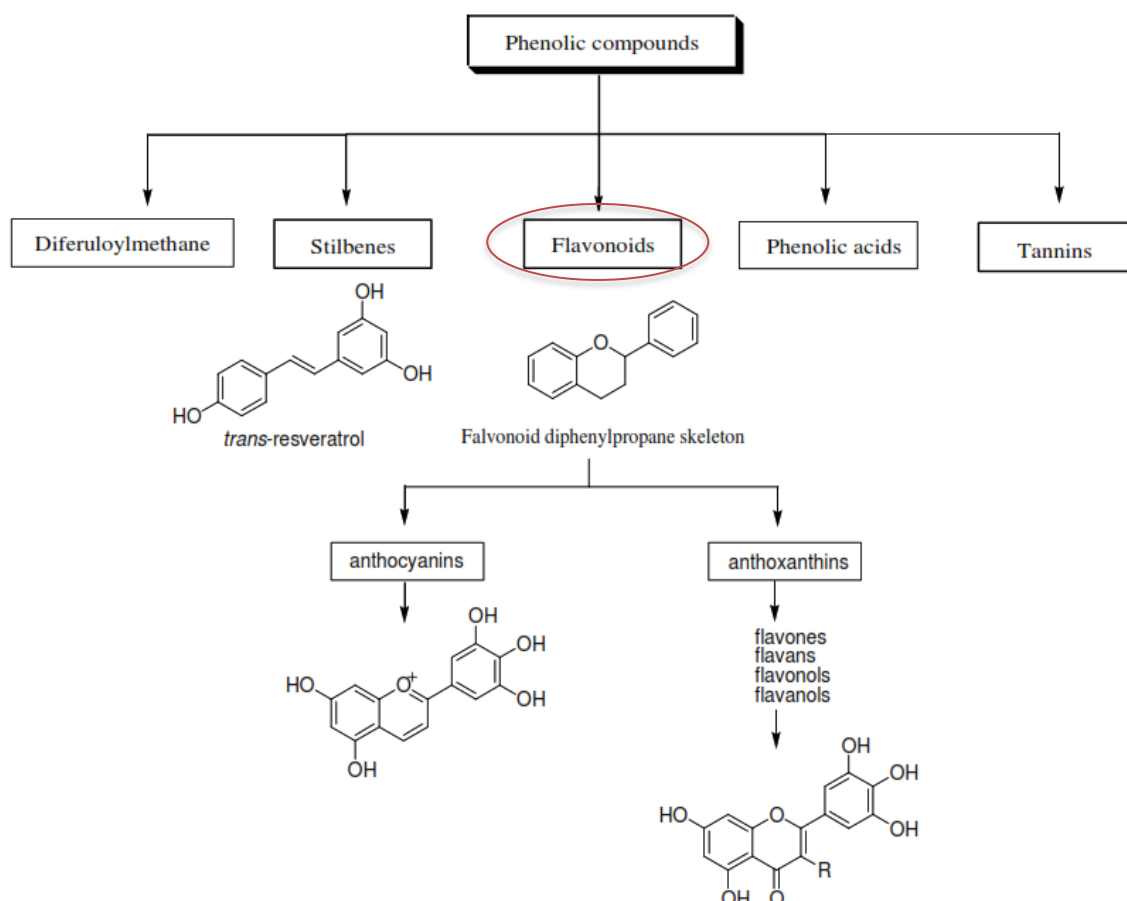 Phenolic compounds
Diferuloylmethane
Stilbenes
Flavonoids
Phenolic acids
Tannins
OH
OH
HO
trans-resveratrol
O
Falvonoid diphenylpropane skeleton
anthocyanins
anthoxanthins
OH
OH
OH
HO
O+
OH
flavones
flavans
flavonols
flavanols
OH
OH
OH
HO
O
R
OH
O